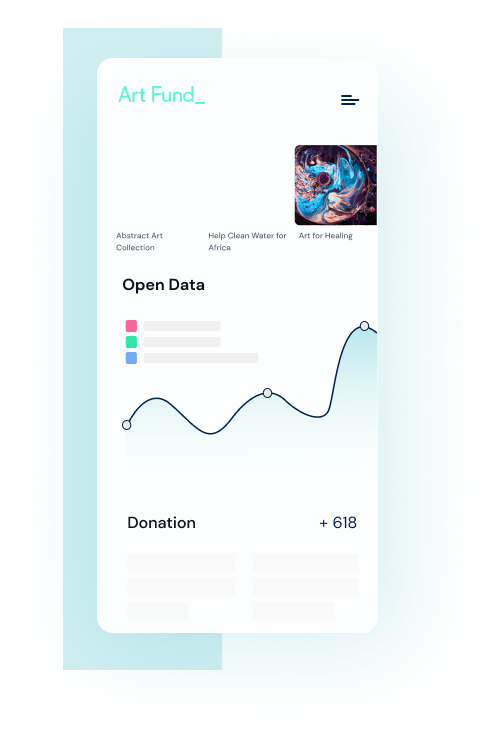 Art Fund_
Abstract Art
Collection
Help Clean Water for
Africa
Art for Healing
Open Data
Donation
+ 618